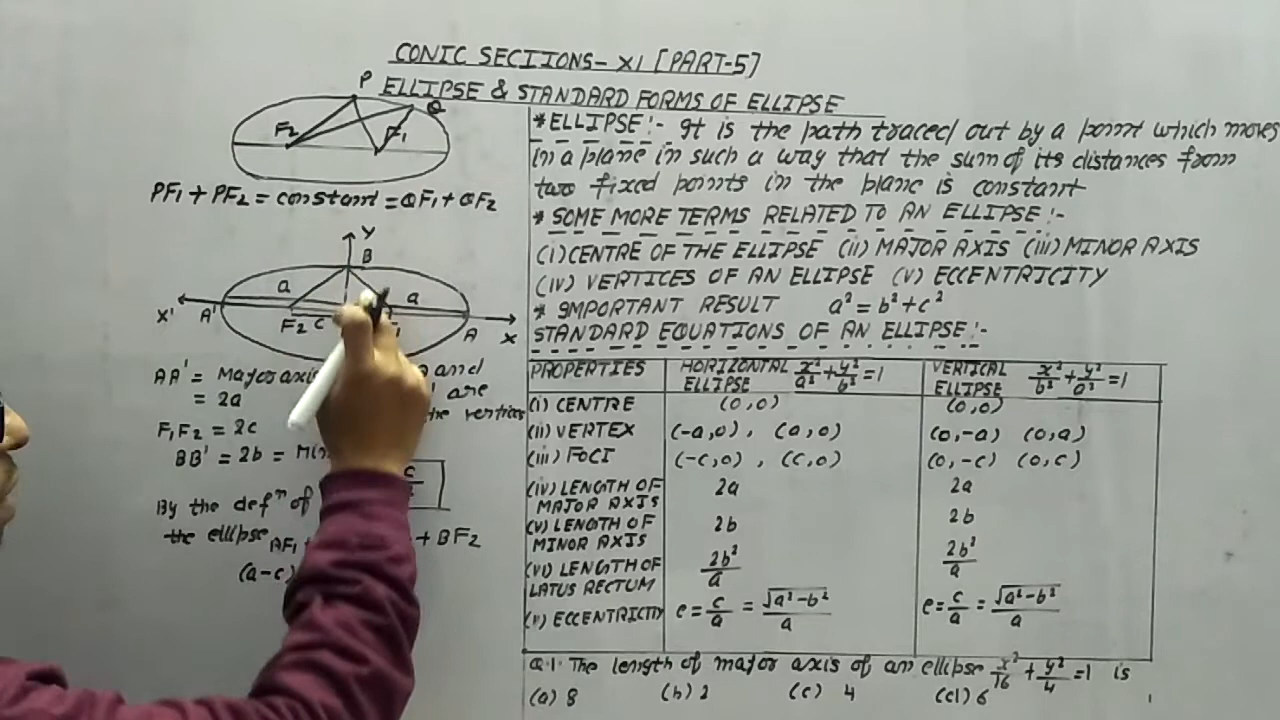 CONIC SECTIONS- XI [PART-5]
ELLIPSE & STANDARD FORMS OF ELLIPSE
P
Q
F2
F1
PF1 + PF2 = constant = QF1 + QF2
Y
B
a
a
X'
A'
F2
C
A
X
AA' = Major axis and
= 2a are
the vertices
F1F2 = 2c
BB' = 2b =
c
By the defⁿ of
the ellipse
AF1 + + BF2
(a-c)
*ELLIPSE:- It is the path traced out by a point which moves
in a plane in such a way that the sum of its distances from
two fixed points in the plane is constant
* SOME MORE TERMS RELATED TO AN ELLIPSE:-
(i) CENTRE OF THE ELLIPSE (ii) MAJOR AXIS (iii) MINOR AXIS
(iv) VERTICES OF AN ELLIPSE (v) ECCENTRICITY
* IMPORTANT RESULT a² = b² + c²
STANDARD EQUATIONS OF AN ELLIPSE:-
PROPERTIES HORIZONTAL ELLIPSE x²/a² + y²/b² = 1 VERTICAL ELLIPSE x²/b² + y²/a² = 1
(i) CENTRE (0,0) (0,0)
(ii) VERTEX (-a,0), (a,0) (0,-a) (0,a)
(iii) FOCI (-c,0), (c,0) (0,-c) (0,c)
(iv) LENGTH OF MAJOR AXIS 2a 2a
(v) LENGTH OF MINOR AXIS 2b 2b
(vi) LENGTH OF LATUS RECTUM 2b²/a 2b²/a
(v) ECCENTRICITY e = c/a = √a²-b²/a e = c/a = √a²-b²/a
Q.1. The length of major axis of an ellipse x²/16 + y²/4 = 1 is
(a) 8 (b) 2 (c) 4 (d) 6